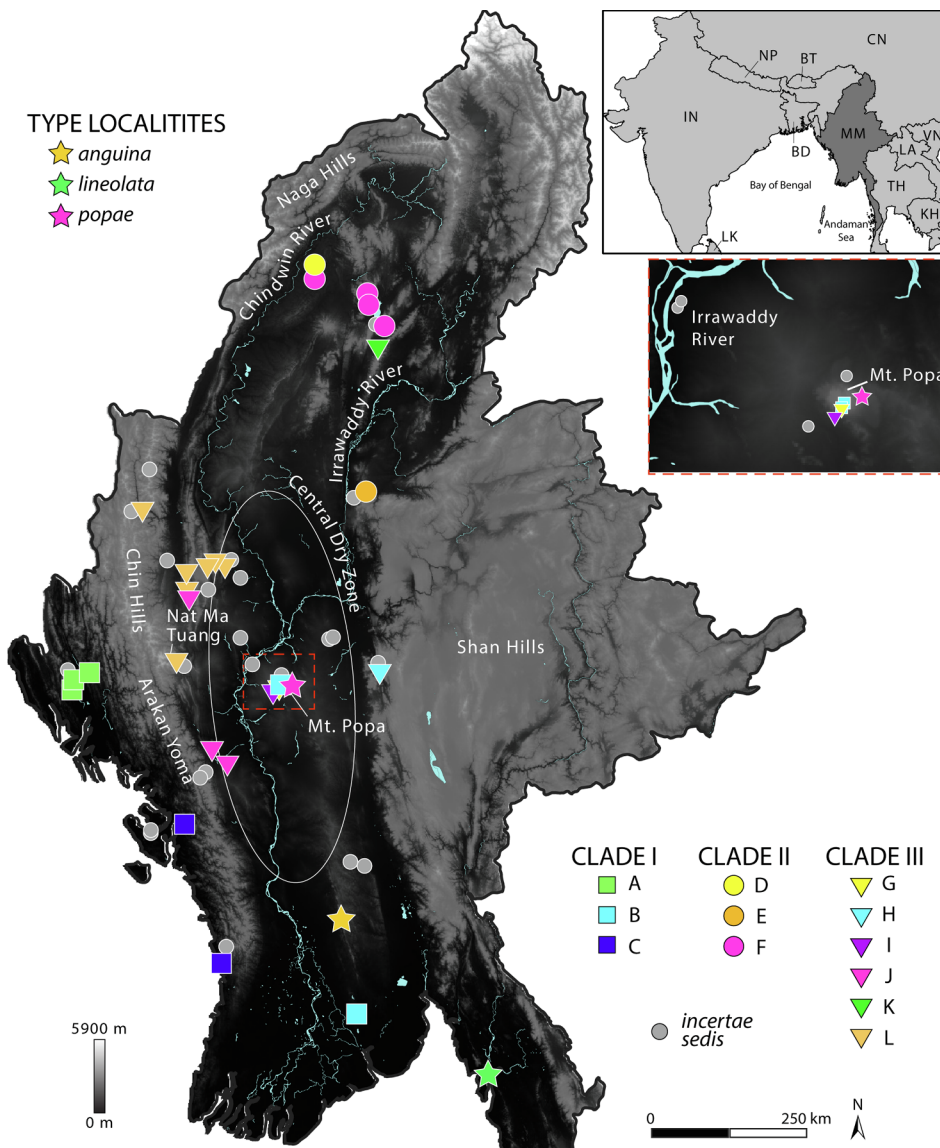 TYPE LOCALITITES
anguina
lineolata
popae
CN
NP
BT
IN
MM
BD
VN
LA
Bay of Bengal
TH
Andaman
Sea
KH
LK
Naga Hills
Chindwin River
Irrawaddy
River
Mt. Popa
Irrawaddy River
Central Dry Zone
Chin Hills
Nat Ma
Tuang
Shan Hills
Mt. Popa
Arakan Yoma
CLADE I
A
B
C
CLADE II
D
E
F
CLADE III
G
H
I
J
K
L
incertae
sedis
5900 m
0 m
0
250 km
N